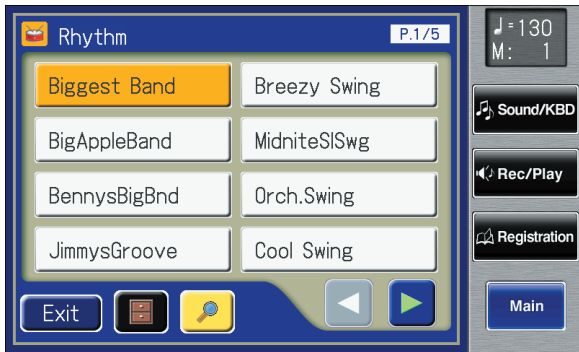 Rhythm P.1/5
Biggest Band Breezy Swing
BigAppleBand MidniteSlSwg
BennysBigBnd Orch.Swing
JimmysGroove Cool Swing
Exit
♩=130
M: 1
Sound/KBD
Rec/Play
Registration
Main